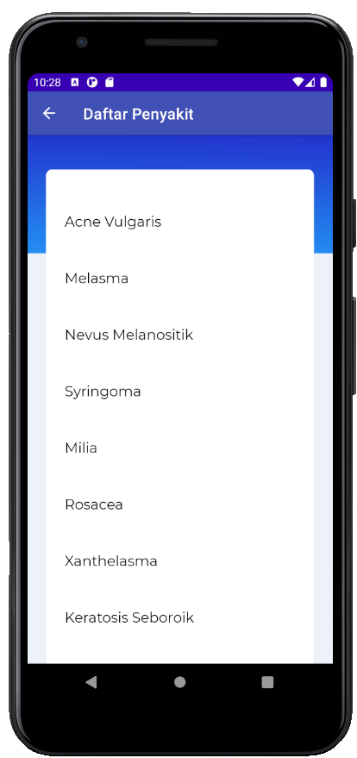 10:28
Daftar Penyakit
Acne Vulgaris
Melasma
Nevus Melanositik
Syringoma
Milia
Rosacea
Xanthelasma
Keratosis Seboroik